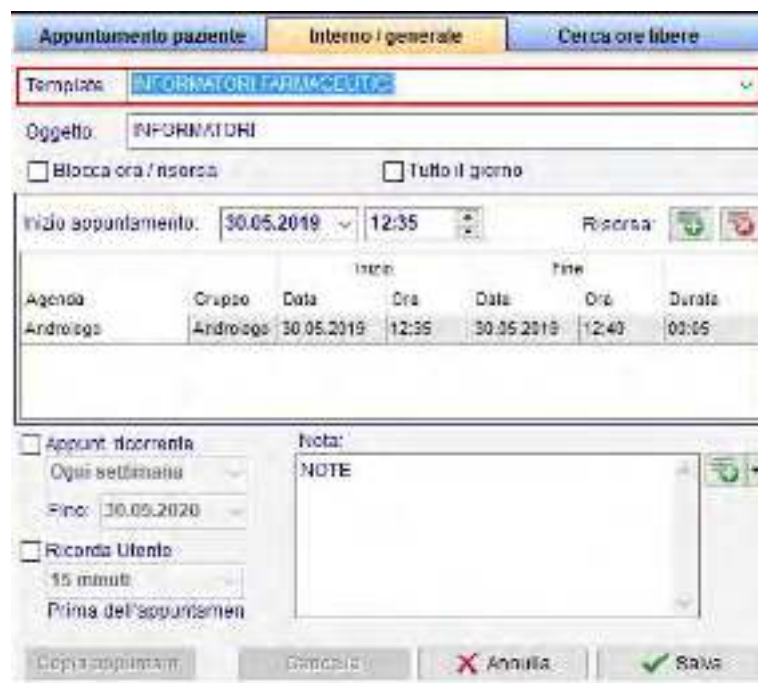 Appuntamento paziente Interno / generale Cerca ore libere
Template INFORMATORI FARMACEUTICI
Oggetto: INFORMATORI
Blocca ora / risorsa Tutto il giorno
Inizio appuntamento: 30.05.2019 12:35 Risorsa:
Inizio Fine
Agenda Gruppo Data Ora Data Ora Durata
Andrologo Andrologo 30.05.2019 12:35 30.05.2019 12:40 00:05
Appunt. ricorrente Nota:
Ogni settimana NOTE
Fino: 30.05.2020
Ricorda Utente
15 minuti
Prima dell'appuntamen
Copia appuntam. Cancella Annulla Salva